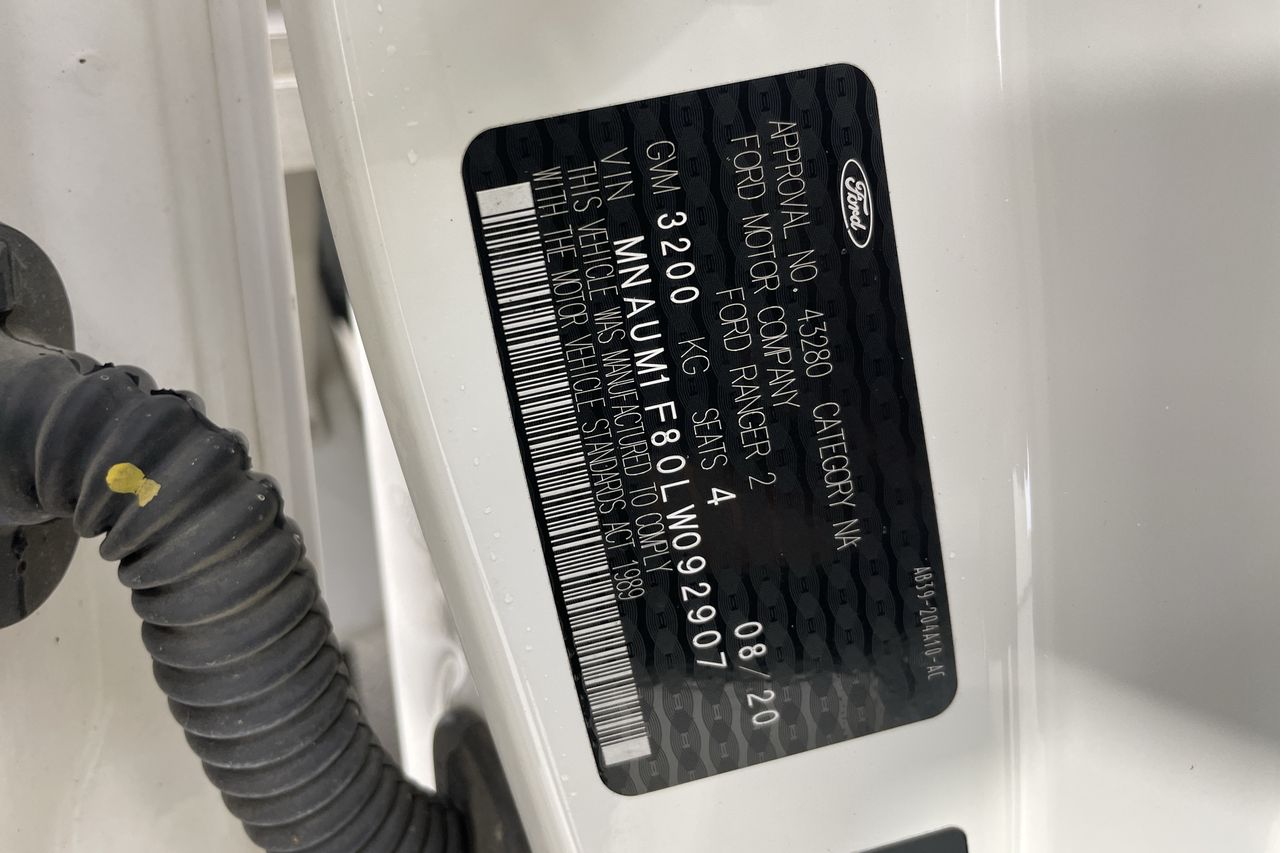 Ford
AB39-204A10-AC
APPROVAL NO. 43280 CATEGORY NA
FORD MOTOR COMPANY
FORD RANGER 2
GVM 3200 KG SEATS 4 08/20
VIN MNAUM1F80LW092907
THIS VEHICLE WAS MANUFACTURED TO COMPLY
WITH THE MOTOR VEHICLE STANDARDS ACT 1989